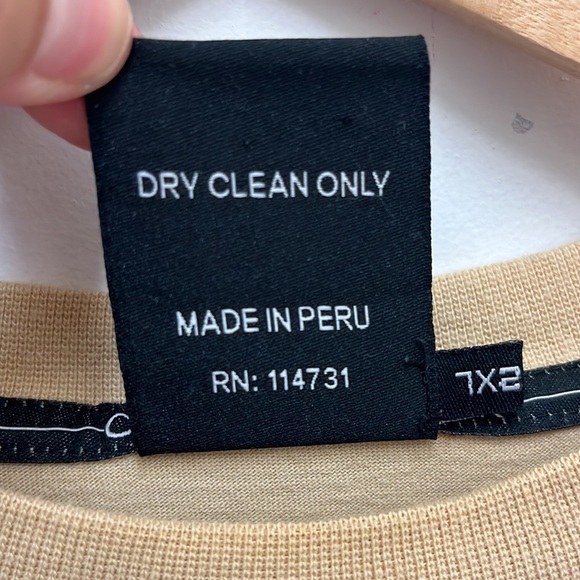 DRY CLEAN ONLY
MADE IN PERU
RN: 114731
2XL